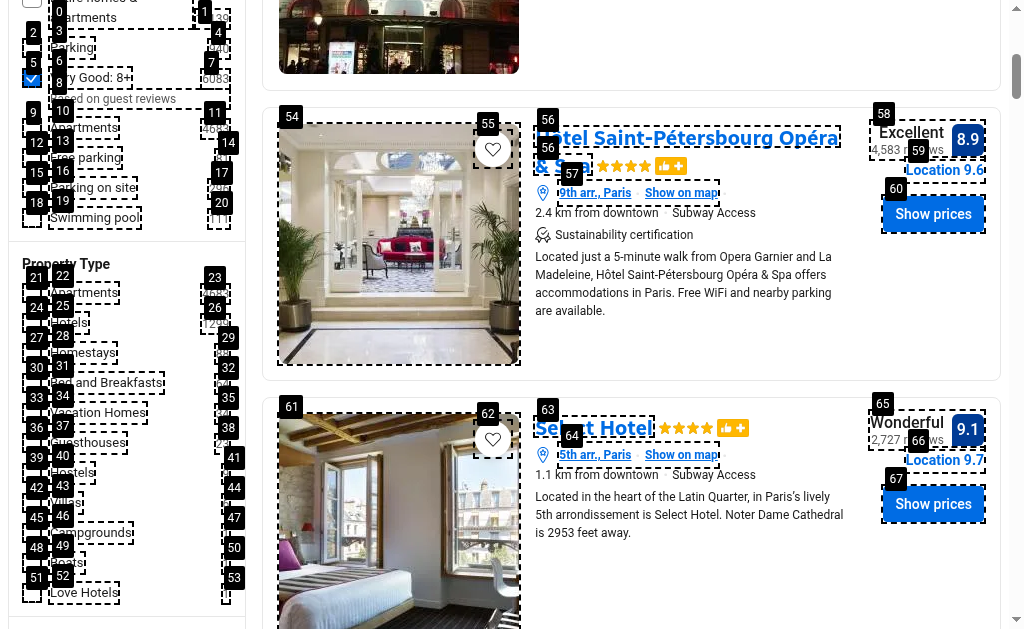 0
1
2
3
4
Parking
5
6
7
8
Very Good: 8+
6083
Based on guest reviews
9
10
11
Apartments
4683
12
13
14
Free parking
15
16
17
Parking on site
18
19
20
Swimming pool
111
Property Type
21
22
23
Apartments
4683
24
25
26
Hotels
1299
27
28
29
Homestays
30
31
32
Bed and Breakfasts
33
34
35
Vacation Homes
36
37
38
Guesthouses
39
40
41
Hostels
42
43
44
Villas
45
46
47
Campgrounds
48
49
50
Boats
51
52
53
Love Hotels
54
55
56
Hôtel Saint-Pétersbourg Opéra
56
& Spa
57
9th arr., Paris · Show on map
2.4 km from downtown · Subway Access
Sustainability certification
Located just a 5-minute walk from Opera Garnier and La
Madeleine, Hôtel Saint-Pétersbourg Opéra & Spa offers
accommodations in Paris. Free WiFi and nearby parking
are available.
58
Excellent
8.9
4,583 reviews
59
Location 9.6
60
Show prices
61
62
63
Select Hotel
64
5th arr., Paris · Show on map
1.1 km from downtown · Subway Access
Located in the heart of the Latin Quarter, in Paris's lively
5th arrondissement is Select Hotel. Noter Dame Cathedral
is 2953 feet away.
65
Wonderful
9.1
2,727 reviews
66
Location 9.7
67
Show prices